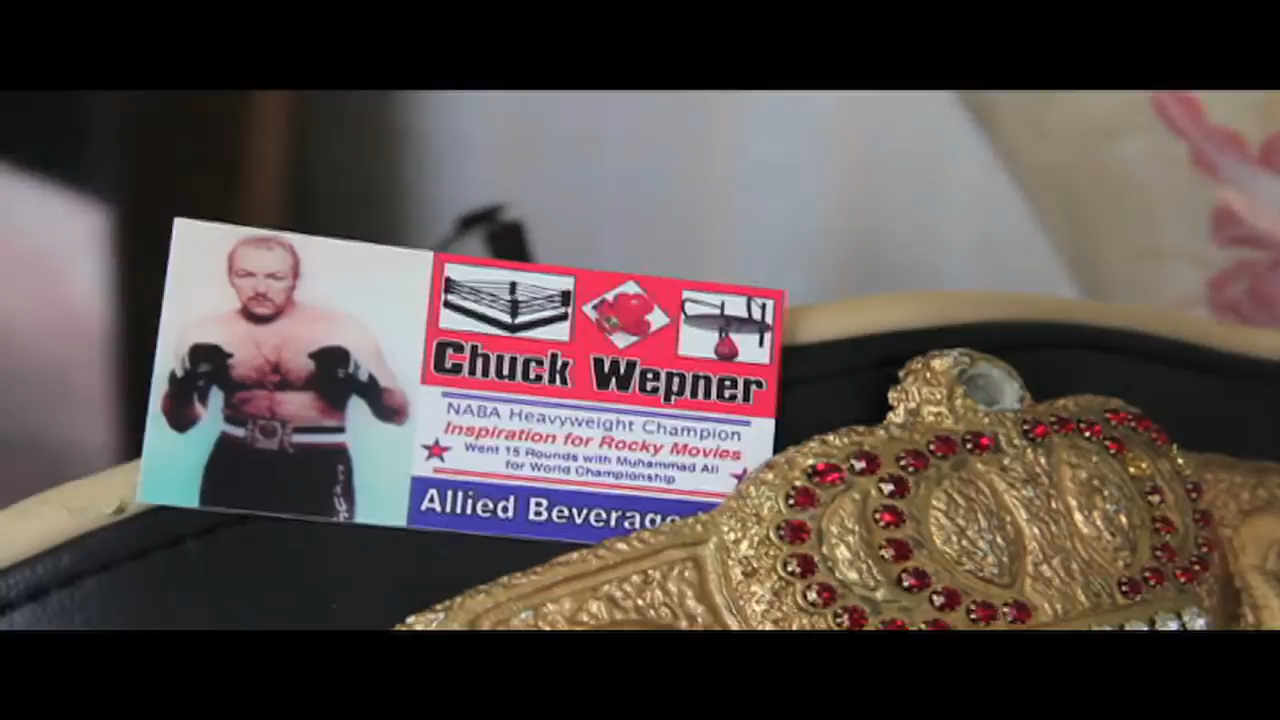 Chuck Wepner
NABA Heavyweight Champion
Inspiration for Rocky Movies
Went 15 Rounds with Muhammad Ali
for World Championship
Allied Beverage